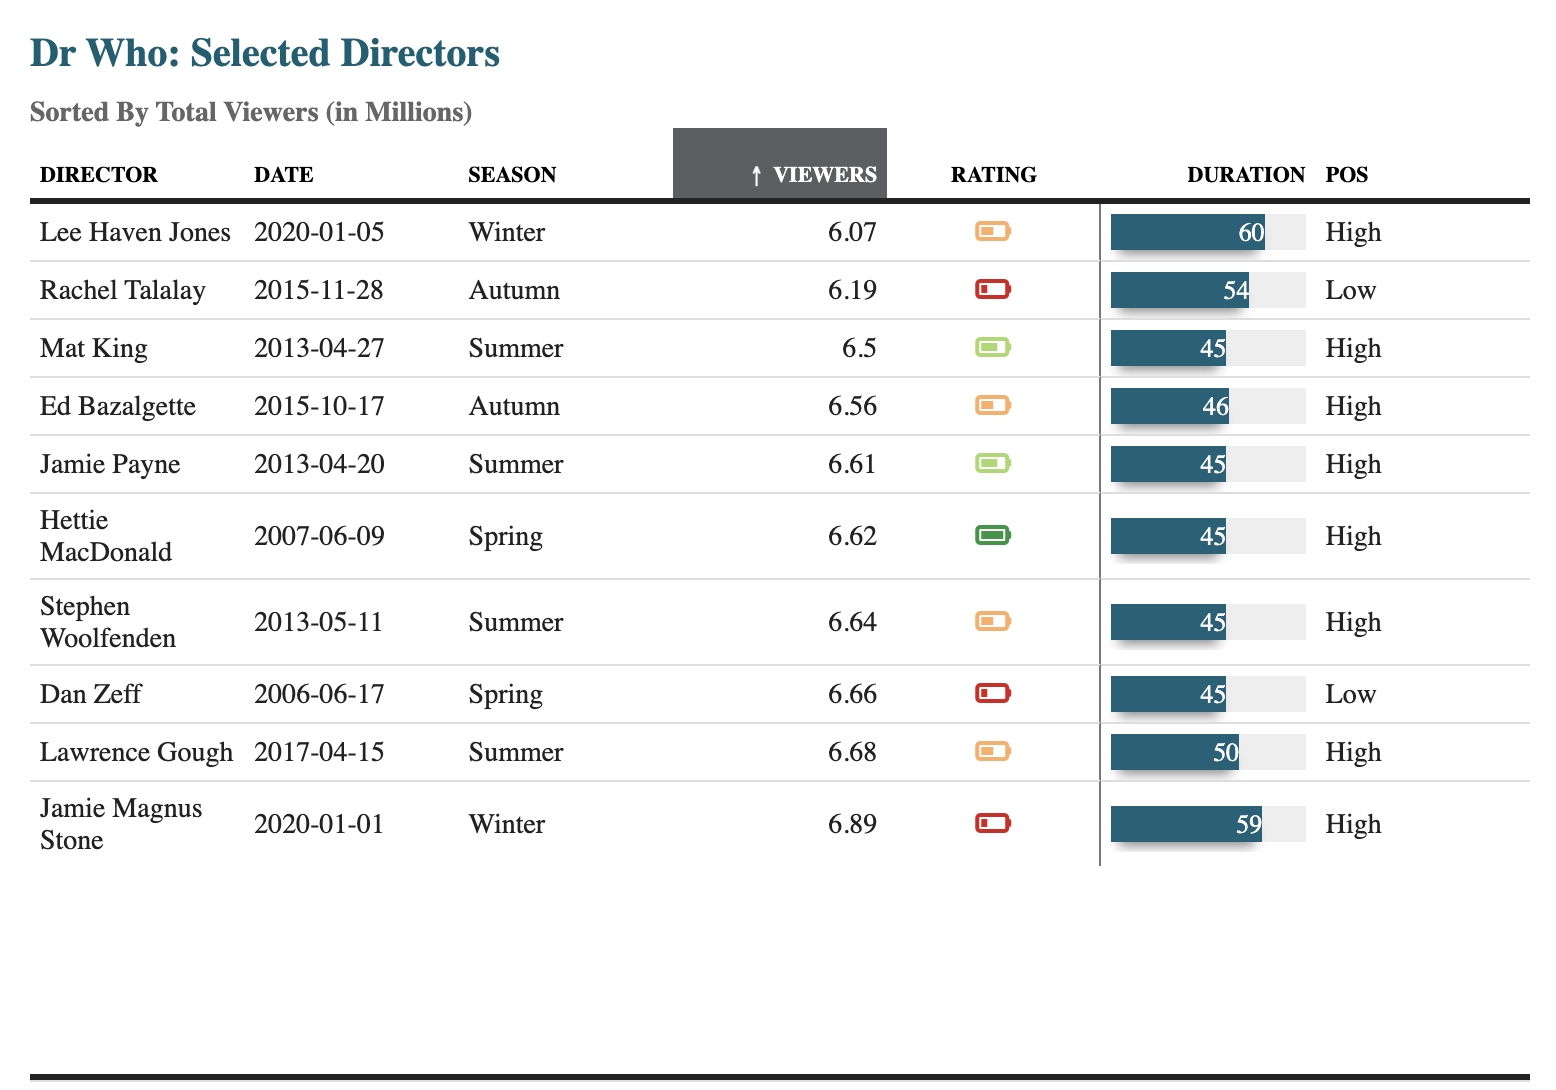 Dr Who: Selected Directors
Sorted By Total Viewers (in Millions)
DIRECTOR DATE SEASON ↑ VIEWERS RATING DURATION POS
Lee Haven Jones 2020-01-05 Winter 6.07 60 High
Rachel Talalay 2015-11-28 Autumn 6.19 54 Low
Mat King 2013-04-27 Summer 6.5 45 High
Ed Bazalgette 2015-10-17 Autumn 6.56 46 High
Jamie Payne 2013-04-20 Summer 6.61 45 High
Hettie
MacDonald 2007-06-09 Spring 6.62 45 High
Stephen
Woolfenden 2013-05-11 Summer 6.64 45 High
Dan Zeff 2006-06-17 Spring 6.66 45 Low
Lawrence Gough 2017-04-15 Summer 6.68 50 High
Jamie Magnus
Stone 2020-01-01 Winter 6.89 59 High